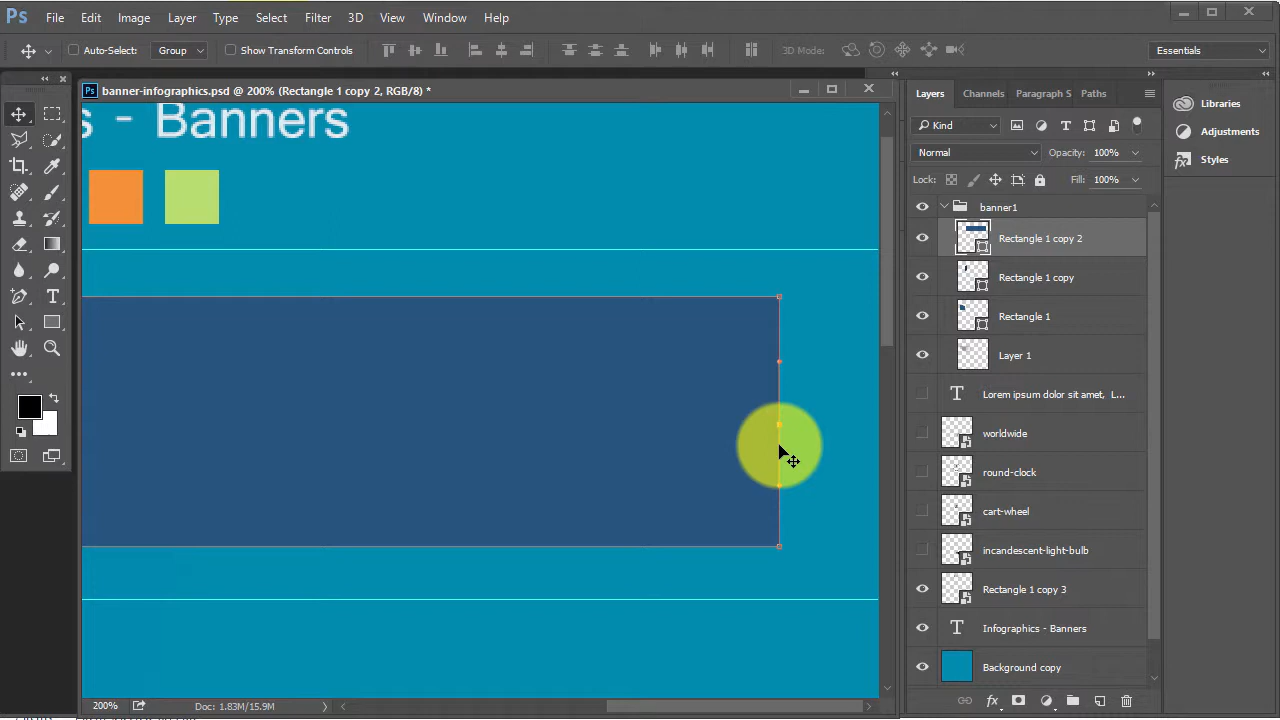 Ps File Edit Image Layer Type Select Filter 3D View Window Help
Auto-Select: Group Show Transform Controls 3D Mode: Essentials
Ps banner-infographics.psd @ 200% (Rectangle 1 copy 2, RGB/8) *
s - Banners
Layers Channels Paragraph S Paths
Kind
Normal Opacity: 100%
Lock: Fill: 100%
banner1
Rectangle 1 copy 2
Rectangle 1 copy
Rectangle 1
Layer 1
T Lorem ipsum dolor sit amet, L...
worldwide
round-clock
cart-wheel
incandescent-light-bulb
Rectangle 1 copy 3
T Infographics - Banners
Background copy
Libraries
Adjustments
fx Styles
200% Doc: 1.83M/15.9M
fx